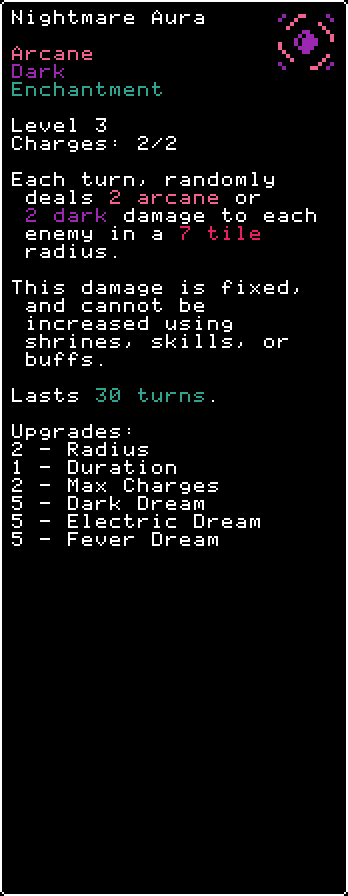 Nightmare Aura
Arcane
Dark
Enchantment
Level 3
Charges: 2/2
Each turn, randomly
deals 2 arcane or
2 dark damage to each
enemy in a 7 tile
radius.
This damage is fixed,
and cannot be
increased using
shrines, skills, or
buffs.
Lasts 30 turns.
Upgrades:
2 - Radius
1 - Duration
2 - Max Charges
5 - Dark Dream
5 - Electric Dream
5 - Fever Dream